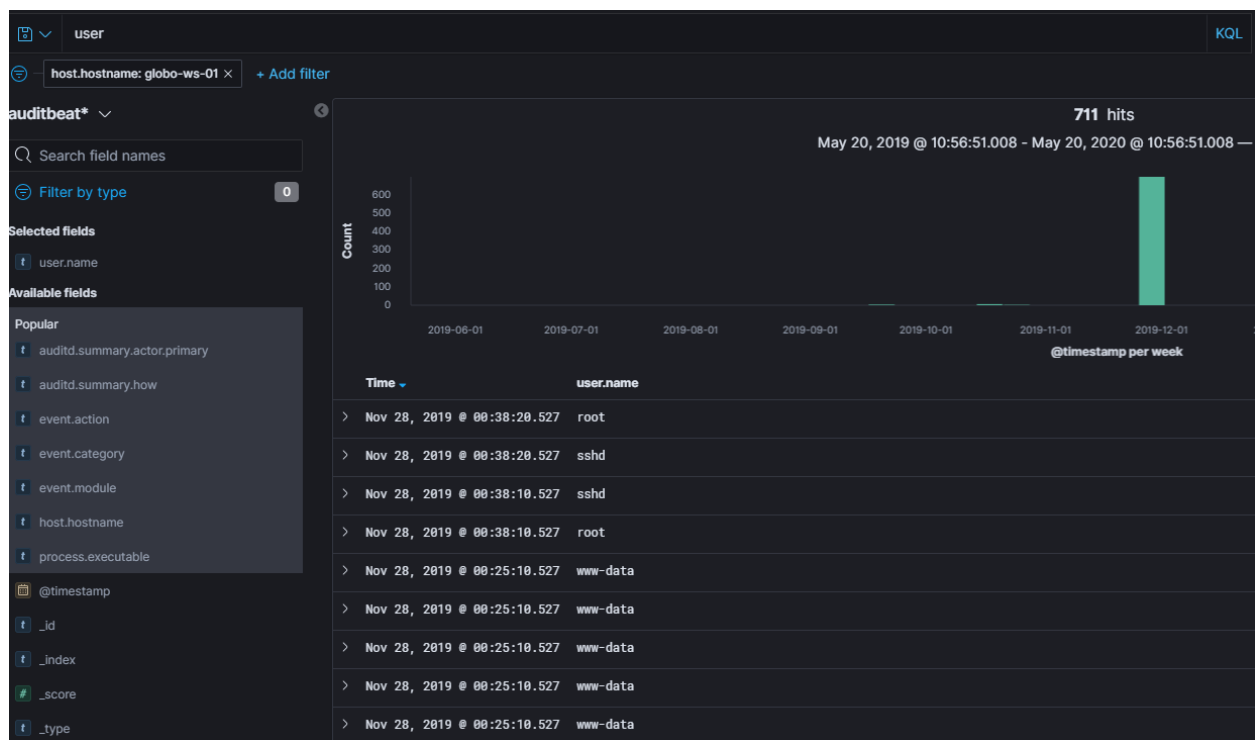 user KQL
host.hostname: globo-ws-01 × + Add filter
auditbeat*
Search field names
Filter by type 0
Selected fields
t user.name
Available fields
Popular
t auditd.summary.actor.primary
t auditd.summary.how
t event.action
t event.category
t event.module
t host.hostname
t process.executable
@timestamp
t _id
t _index
# _score
t _type
711 hits
May 20, 2019 @ 10:56:51.008 - May 20, 2020 @ 10:56:51.008 —
Count
600
500
400
300
200
100
0
2019-06-01 2019-07-01 2019-08-01 2019-09-01 2019-10-01 2019-11-01 2019-12-01
@timestamp per week
Time user.name
Nov 28, 2019 @ 00:38:20.527 root
Nov 28, 2019 @ 00:38:20.527 sshd
Nov 28, 2019 @ 00:38:10.527 sshd
Nov 28, 2019 @ 00:38:10.527 root
Nov 28, 2019 @ 00:25:10.527 www-data
Nov 28, 2019 @ 00:25:10.527 www-data
Nov 28, 2019 @ 00:25:10.527 www-data
Nov 28, 2019 @ 00:25:10.527 www-data
Nov 28, 2019 @ 00:25:10.527 www-data